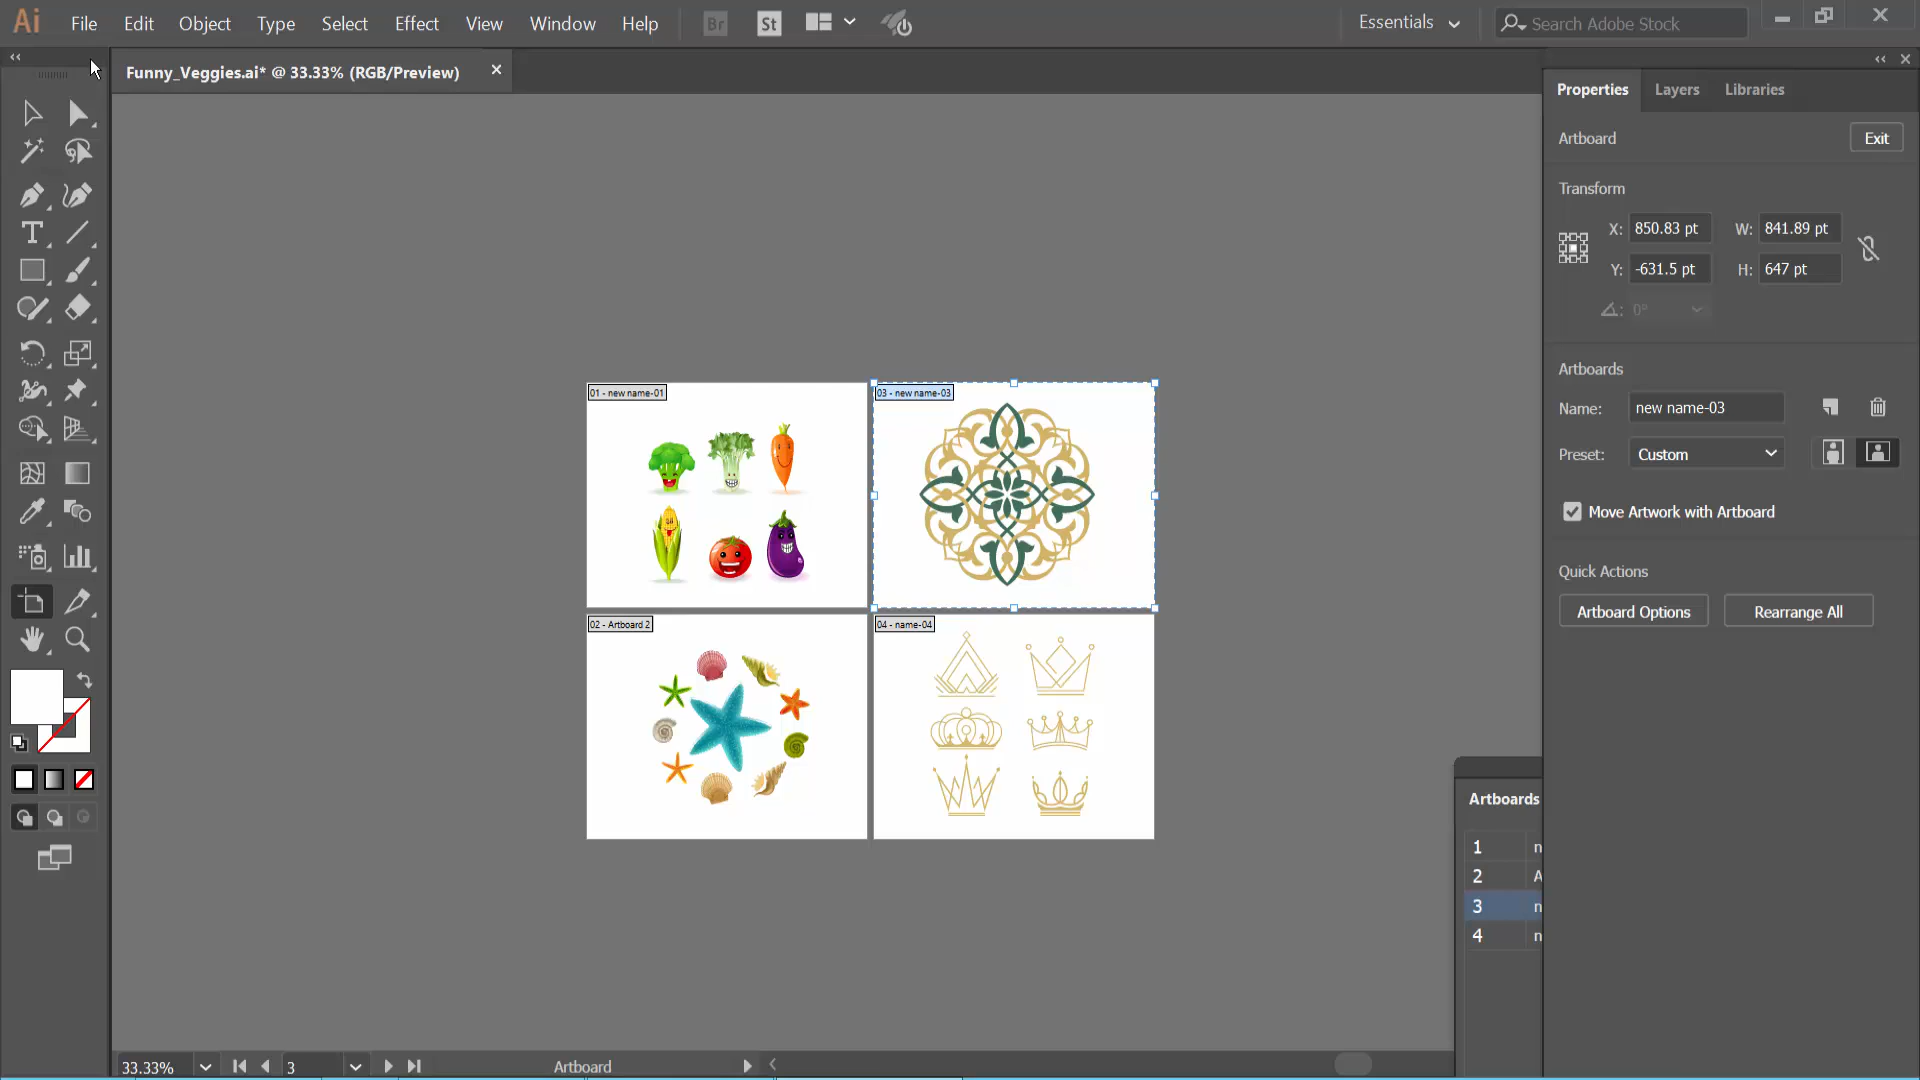 Ai File Edit Object Type Select Effect View Window Help Br St Essentials Search Adobe Stock
Funny_Veggies.ai* @ 33.33% (RGB/Preview)
Properties Layers Libraries
Artboard Exit
Transform
X: 850.83 pt W: 841.89 pt
Y: -631.5 pt H: 647 pt
0°
Artboards
Name: new name-03
Preset: Custom
Move Artwork with Artboard
Quick Actions
Artboard Options Rearrange All
01 - new name-01
03 - new name-03
02 - Artboard 2
04 - name-04
Artboards
1 n
2 A
3 n
4 n
33.33% 3 Artboard